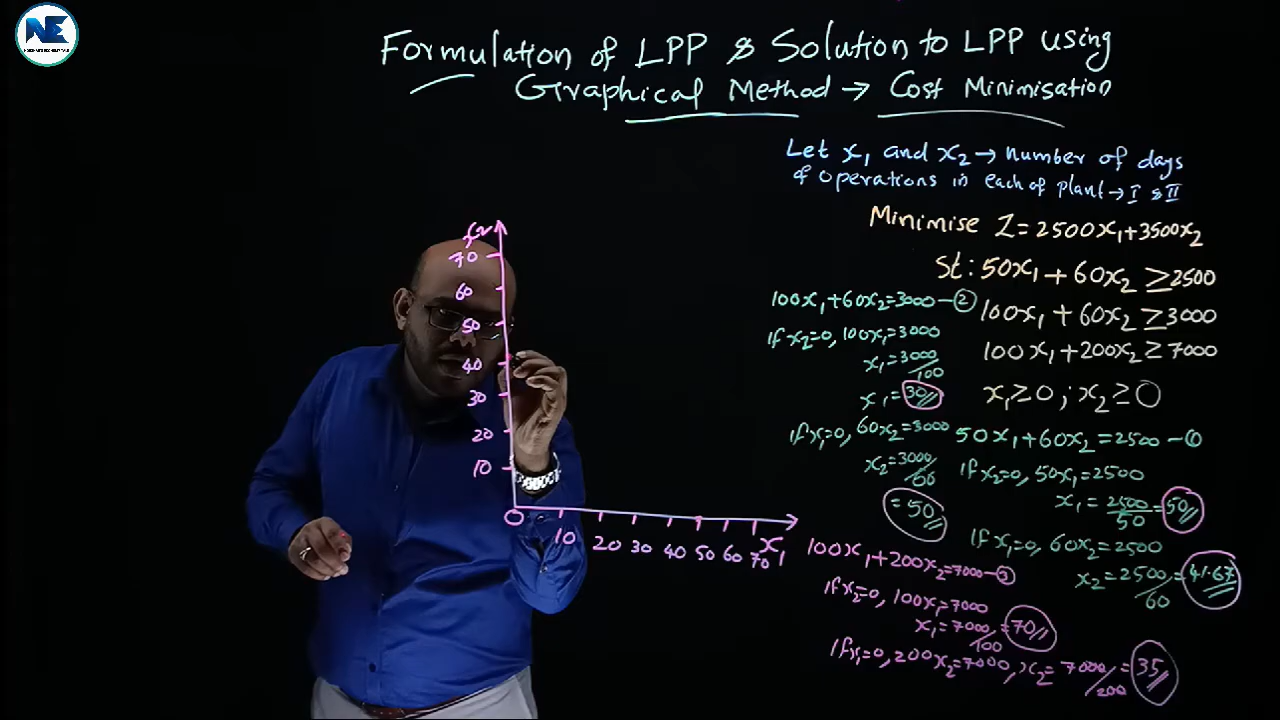 NE
Formulation of LPP & Solution to LPP using
Graphical Method → Cost Minimisation
Let x₁ and x₂ → number of days
of operations in each of plant → I & II
Minimise Z = 2500x₁+3500x₂
St: 50x₁ + 60x₂ ≥ 2500
100x₁ + 60x₂ ≥ 3000
100x₁ + 200x₂ ≥ 7000
x₁ ≥ 0 ; x₂ ≥ 0
100x₁+60x₂=3000 — ②
If x₂=0, 100x₁=3000
x₁=3000/100
x₁ = 30
If x₁=0, 60x₂=3000
x₂=3000/60
= 50
50x₁+60x₂ = 2500 — ①
If x₂=0, 50x₁=2500
x₁ = 2500/50 = 50
If x₁=0, 60x₂=2500
x₂ = 2500/60 = 41.67
100x₁+200x₂=7000 — ③
If x₂=0, 100x₁=7000
x₁=7000/100=70
If x₁=0, 200x₂=7000, x₂= 7000/200 = 35
x₂
70
60
50
40
30
20
10
0
10 20 30 40 50 60 70 x₁